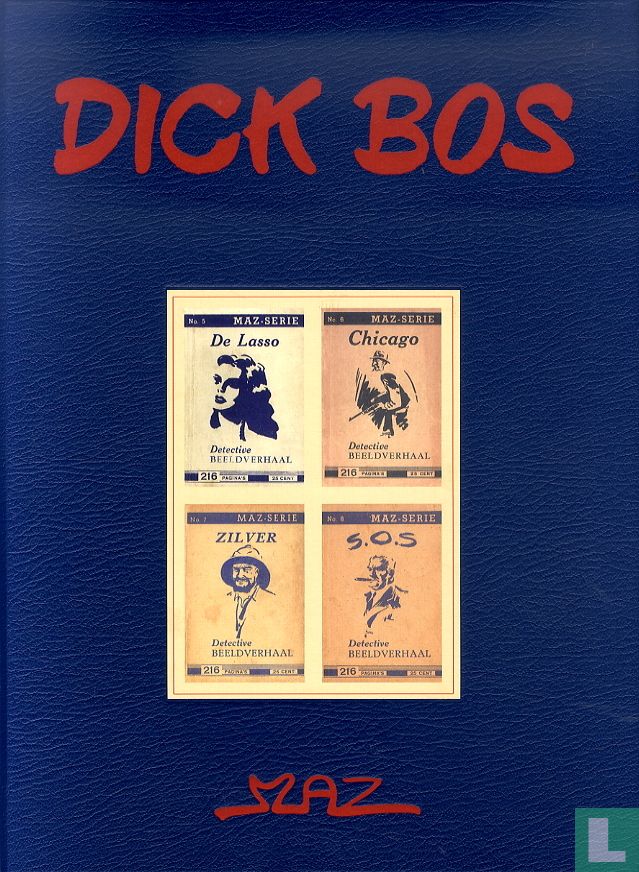 DICK BOS
No. 5 MAZ-SERIE
De Lasso
Detective
BEELDVERHAAL
216 PAGINA'S 25 CENT
No. 6 MAZ-SERIE
Chicago
Detective
BEELDVERHAAL
216 PAGINA'S 25 CENT
No. 7 MAZ-SERIE
ZILVER
Detective
BEELDVERHAAL
216 PAGINA'S 25 CENT
No. 8 MAZ-SERIE
S.O.S
Detective
BEELDVERHAAL
216 PAGINA'S 25 CENT
MAZ
L